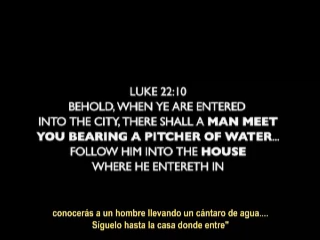 LUKE 22:10
BEHOLD, WHEN YE ARE ENTERED
INTO THE CITY, THERE SHALL A MAN MEET
YOU BEARING A PITCHER OF WATER...
FOLLOW HIM INTO THE HOUSE
WHERE HE ENTERETH IN
conocerás a un hombre llevando un cántaro de agua....
Síguelo hasta la casa donde entre"